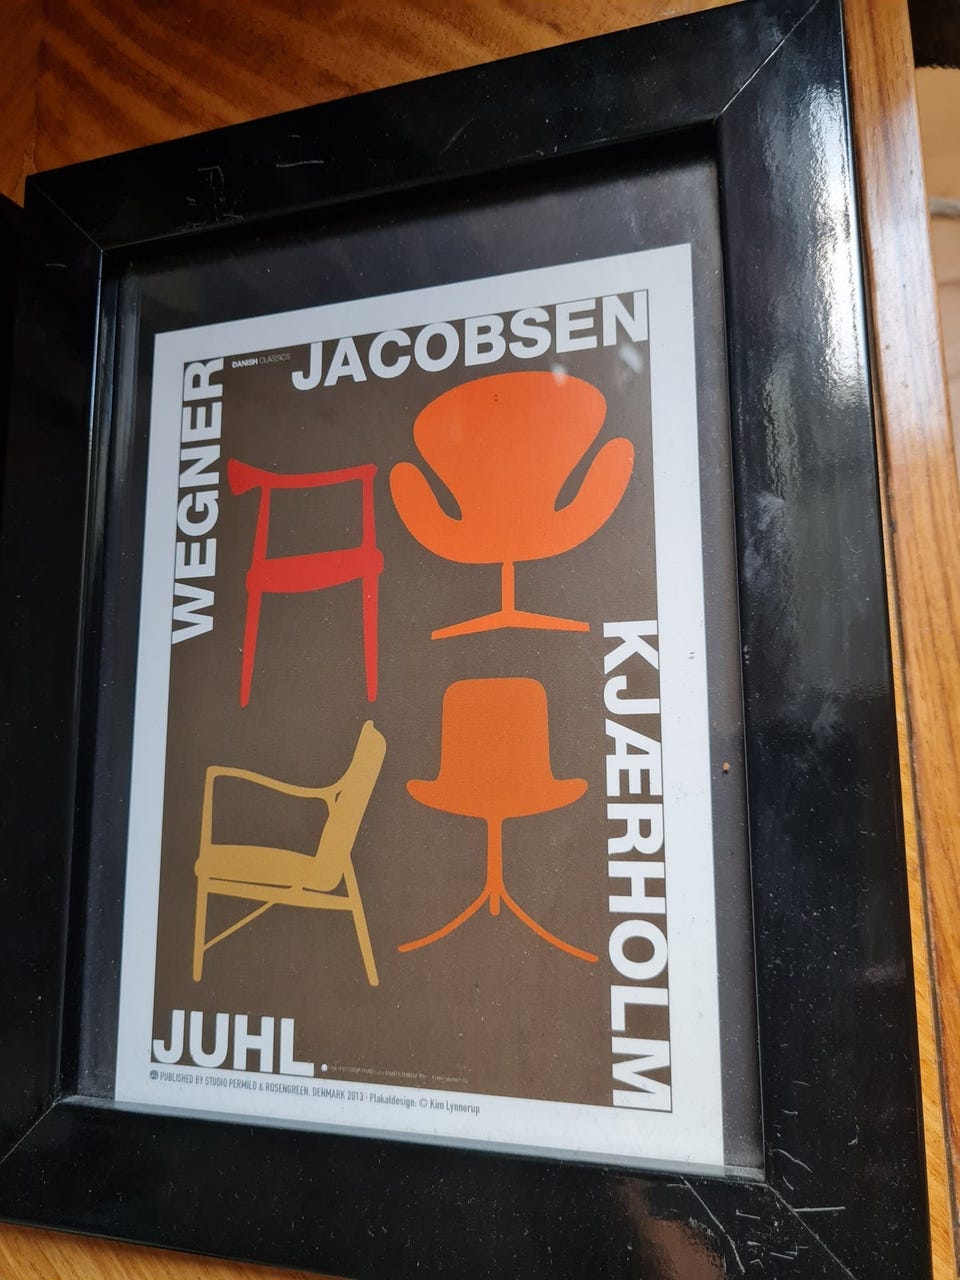 DANISH CLASSICS
JACOBSEN
WEGNER
KJÆRHOLM
JUHL.
PUBLISHED BY STUDIO PERMILD & ROSENGREEN. DENMARK 2013 - Plakatdesign: © Kim Lynnerup